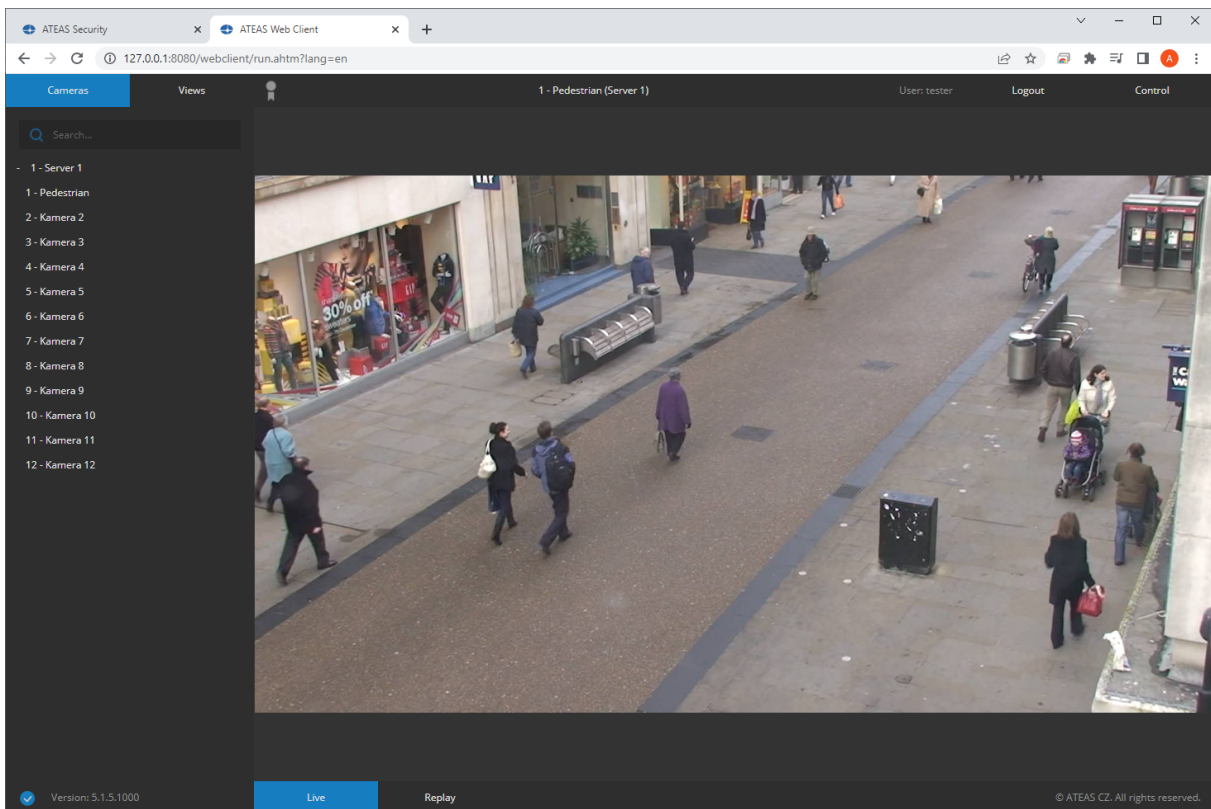 ATEAS Security
ATEAS Web Client
127.0.0.1:8080/webclient/run.ahtm?lang=en
A
Cameras
Views
1 - Pedestrian (Server 1)
User: tester
Logout
Control
Search...
- 1 - Server 1
1 - Pedestrian
2 - Kamera 2
3 - Kamera 3
4 - Kamera 4
5 - Kamera 5
6 - Kamera 6
7 - Kamera 7
8 - Kamera 8
9 - Kamera 9
10 - Kamera 10
11 - Kamera 11
12 - Kamera 12
30% off
sweaters
GAP
Version: 5.1.5.1000
Live
Replay
© ATEAS CZ. All rights reserved.